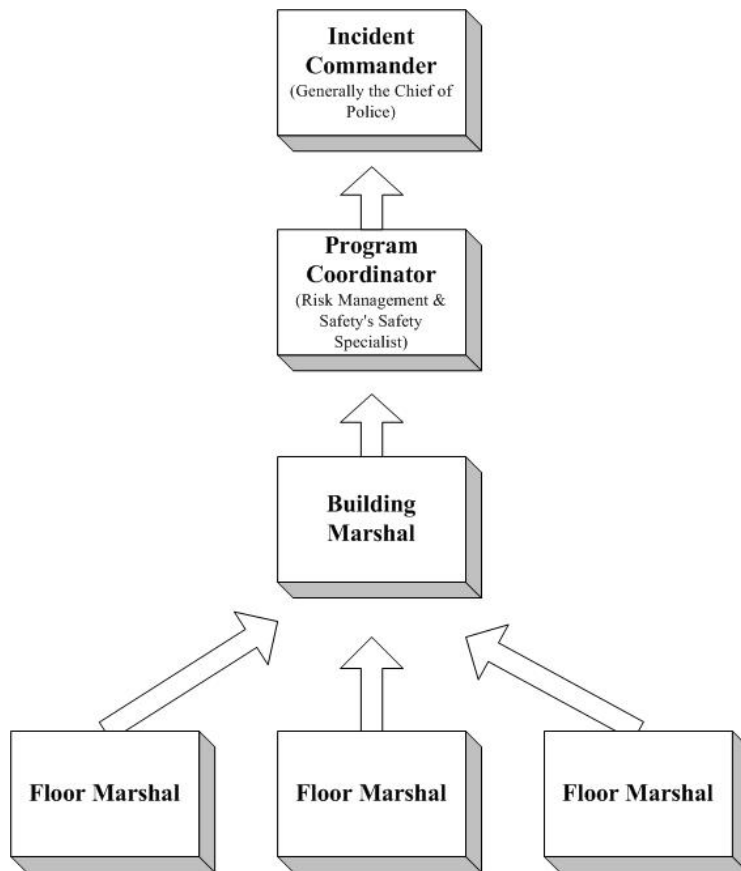 Incident
Commander
(Generally the Chief of
Police)
Program
Coordinator
(Risk Management &
Safety's Safety
Specialist)
Building
Marshal
Floor Marshal
Floor Marshal
Floor Marshal